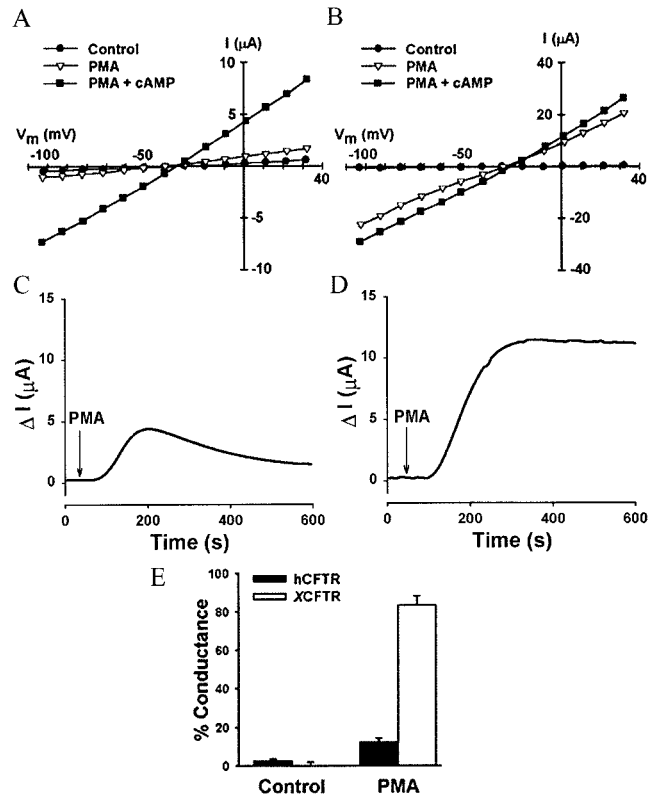 A
I (μA)
Control
PMA
PMA + cAMP
10
5
Vm (mV)
-100
-50
40
-5
-10
B
I (μA)
Control
PMA
PMA + cAMP
40
20
Vm (mV)
-100
-50
40
-20
-40
C
15
10
5
0
Δ I (μA)
PMA
0
200
400
600
Time (s)
D
15
10
5
0
Δ I (μA)
PMA
0
200
400
600
Time (s)
E
100
80
60
40
20
0
% Conductance
hCFTR
XCFTR
Control
PMA